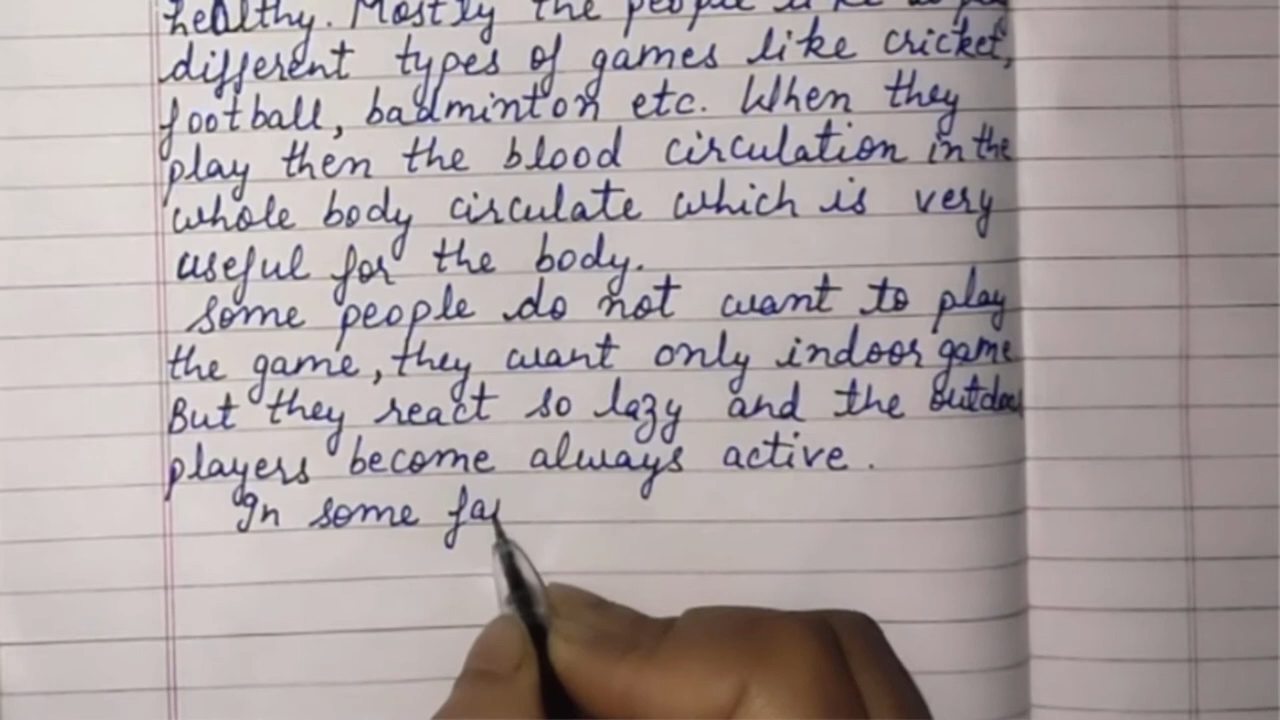 healthy. Mostly the people like
different types of games like cricket,
football, badminton etc. When they
play then the blood circulation in the
whole body circulate which is very
useful for the body.
some people do not want to play
the game, they want only indoor game
But they react so lazy and the outdoor
players become always active.
In some fa